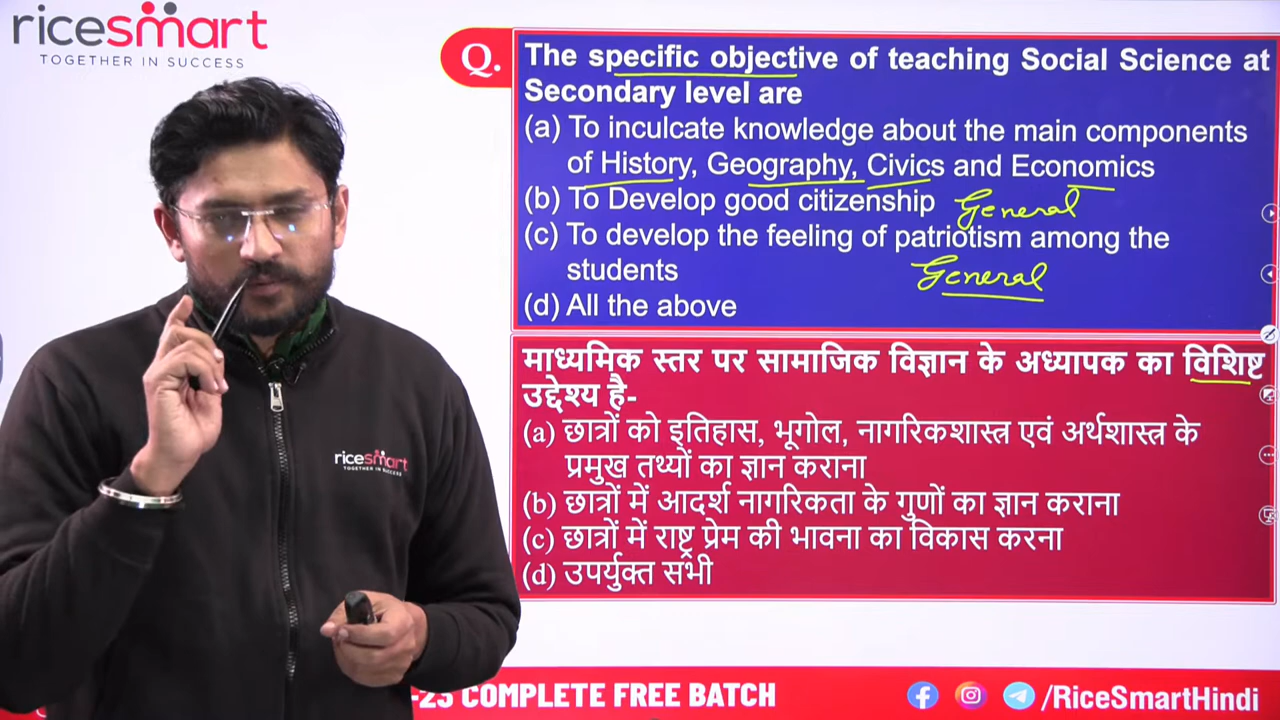 ricesmart
TOGETHER IN SUCCESS
Q.
The specific objective of teaching Social Science at
Secondary level are
(a) To inculcate knowledge about the main components
of History, Geography, Civics and Economics
(b) To Develop good citizenship General
(c) To develop the feeling of patriotism among the
students General
(d) All the above
माध्यमिक स्तर पर सामाजिक विज्ञान के अध्यापक का विशिष्ट
उद्देश्य है-
(a) छात्रों को इतिहास, भूगोल, नागरिकशास्त्र एवं अर्थशास्त्र के
प्रमुख तथ्यों का ज्ञान कराना
(b) छात्रों में आदर्श नागरिकता के गुणों का ज्ञान कराना
(c) छात्रों में राष्ट्र प्रेम की भावना का विकास करना
(d) उपर्युक्त सभी
ricesmart
TOGETHER IN SUCCESS
-23 COMPLETE FREE BATCH
/RiceSmartHindi